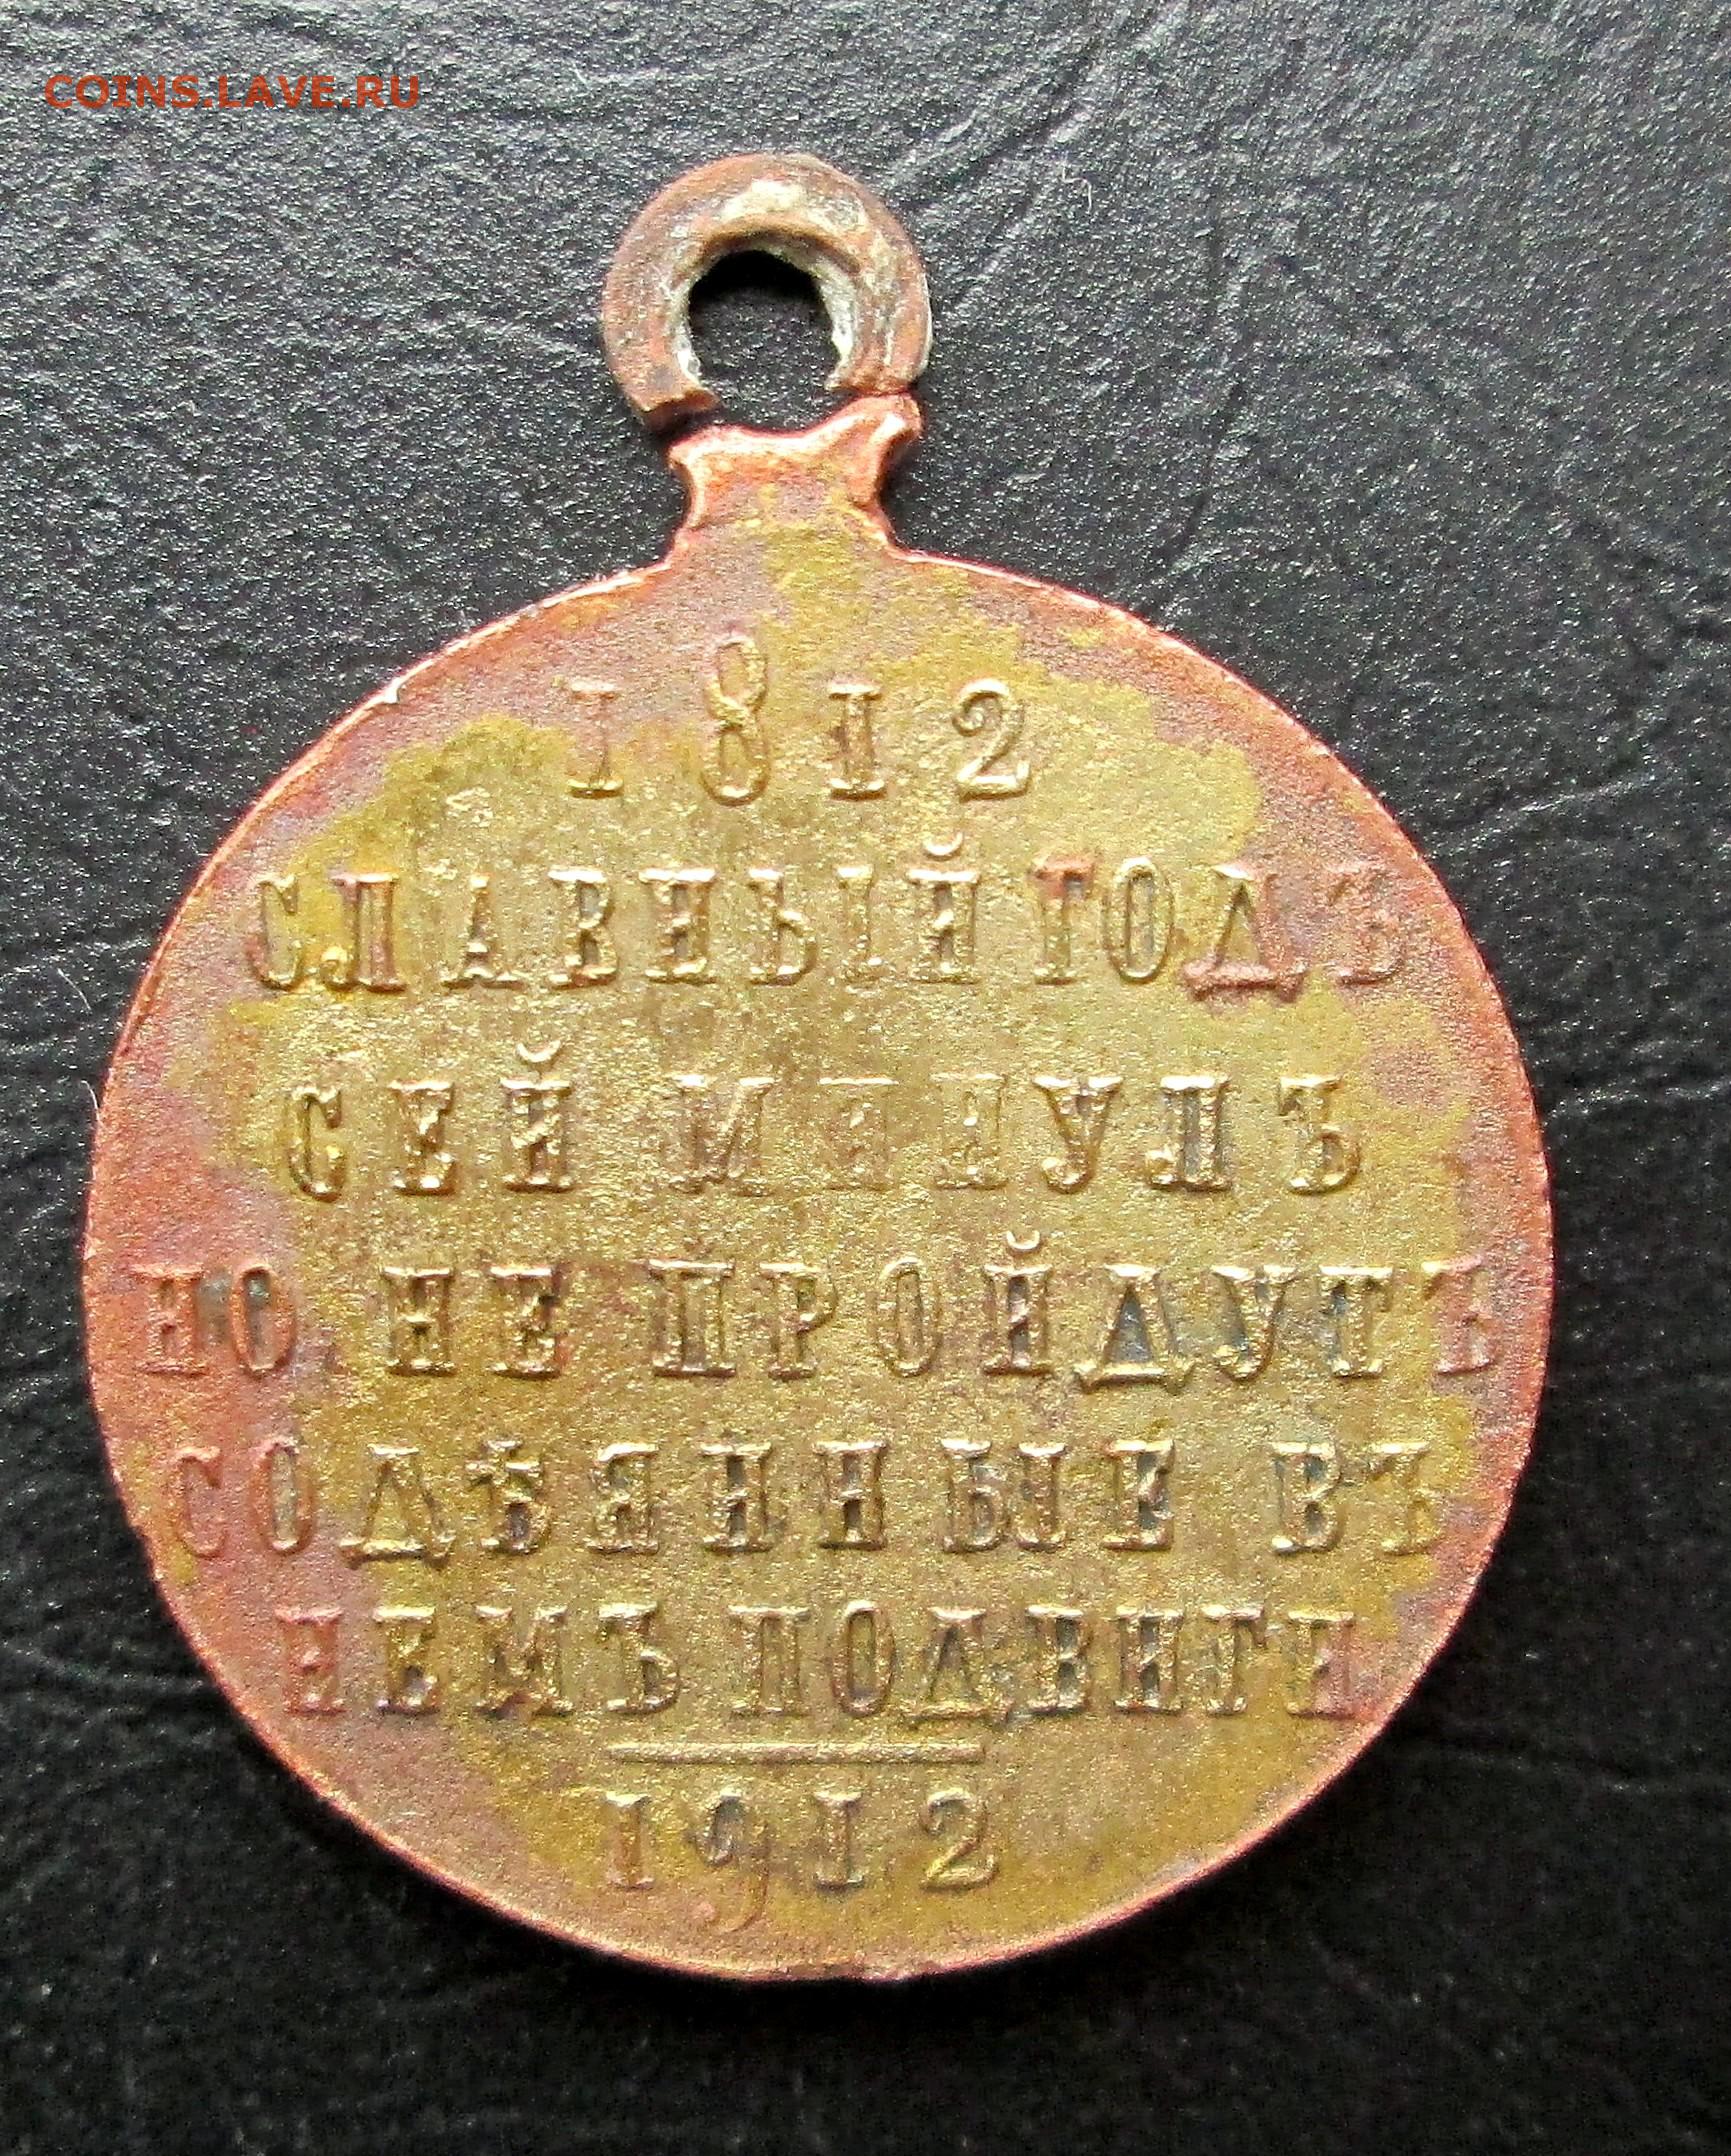 COINS.LAVE.RU
1812
СЛАВНЫЙ ГОДЪ
СЕЙ МИНУЛЪ
НО НЕ ПРОЙДУТЪ
СОДѢЯННЫЕ ВЪ
НЕМЪ ПОДВИГИ
1912